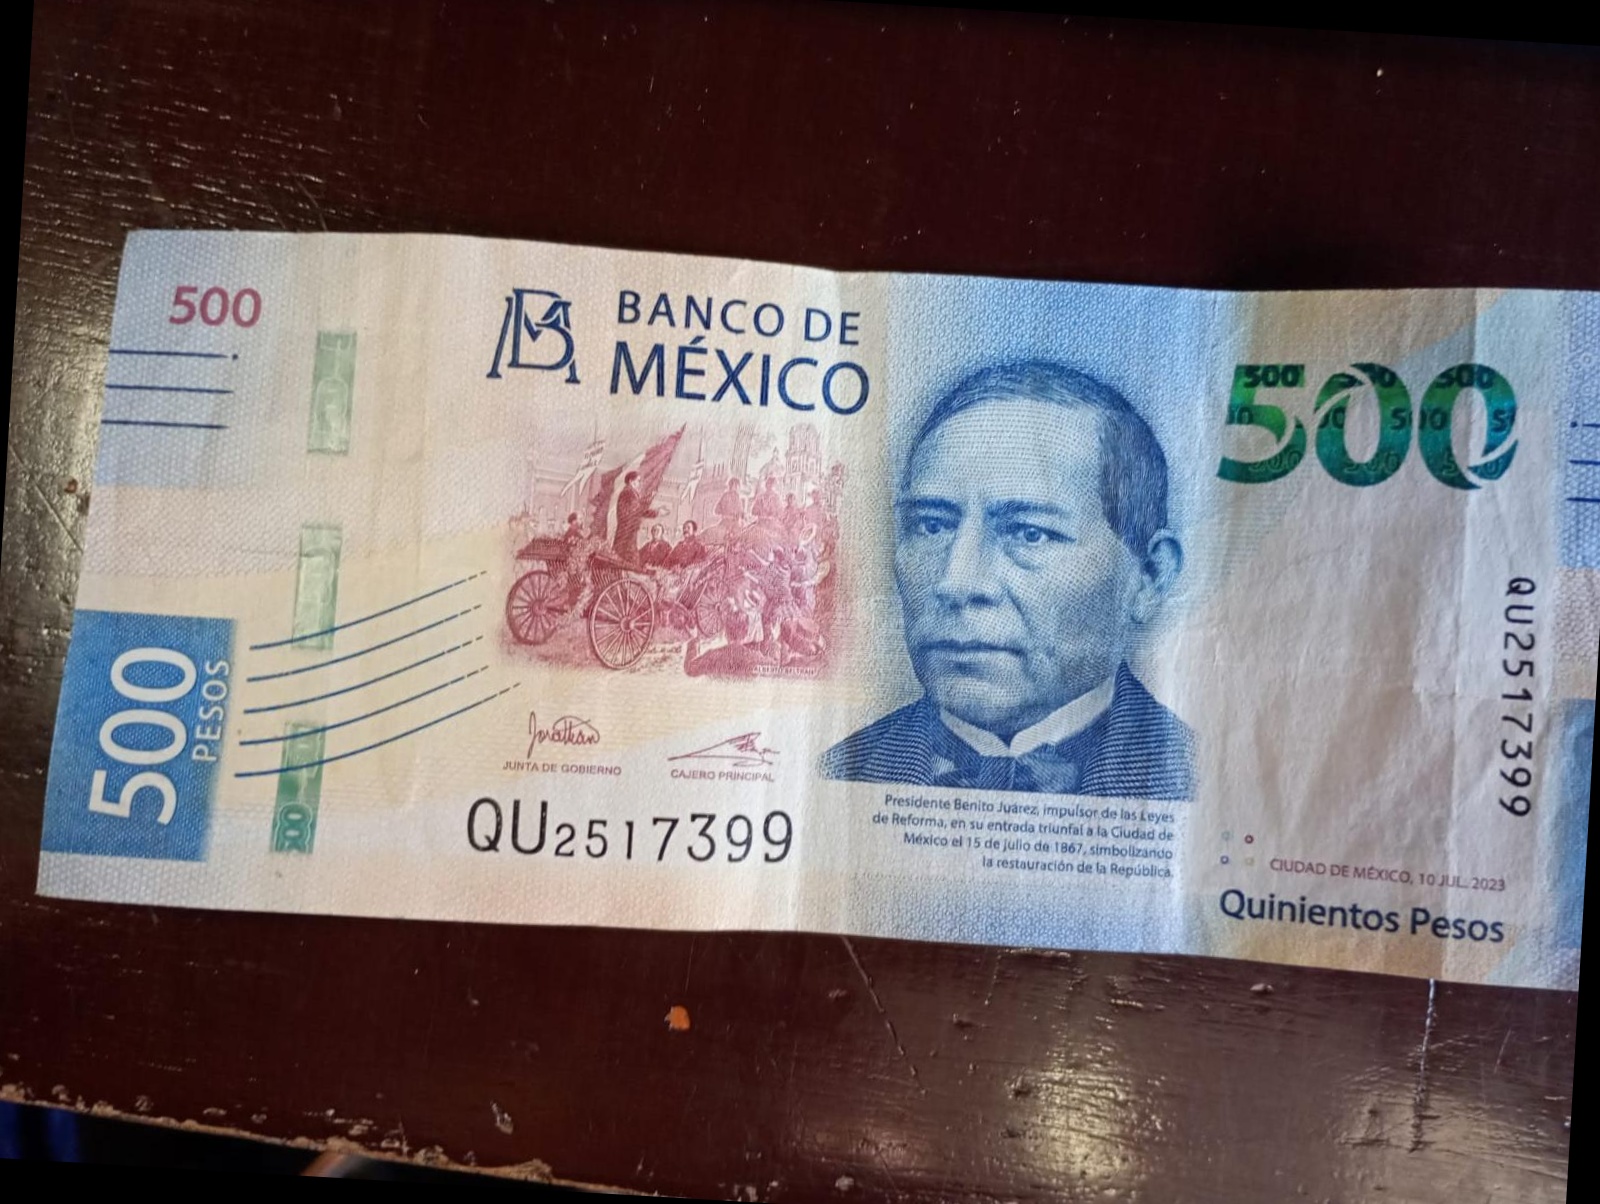 500
BM
BANCO DE
MÉXICO
500
500 PESOS
JUNTA DE GOBIERNO
CAJERO PRINCIPAL
QU2517399
Presidente Benito Juárez, impulsor de las Leyes
de Reforma, en su entrada triunfal a la Ciudad de
México el 15 de julio de 1867, simbolizando
la restauración de la República.
QU2517399
CIUDAD DE MÉXICO, 10 JUL. 2023
Quinientos Pesos